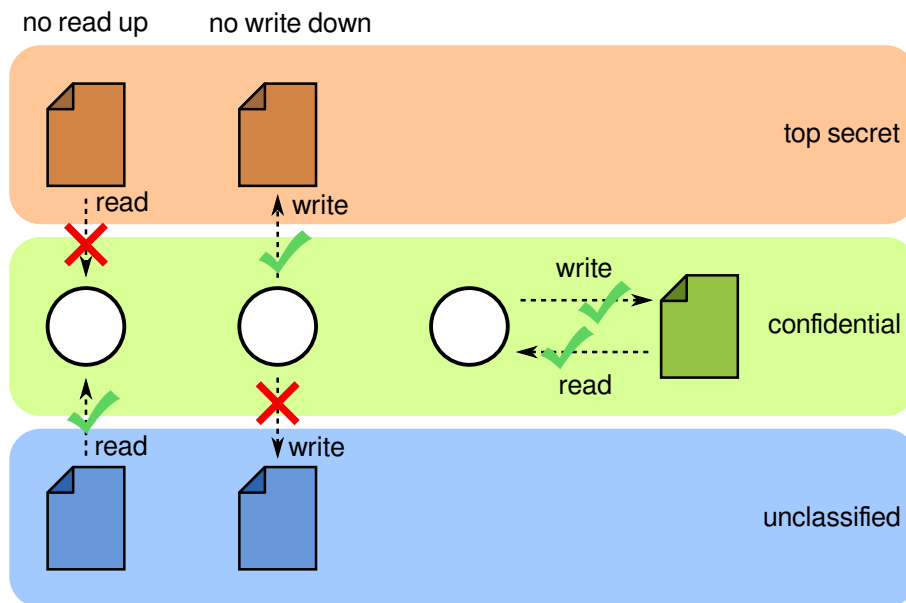 no read up
no write down
top secret
read
write
write
confidential
read
read
write
unclassified